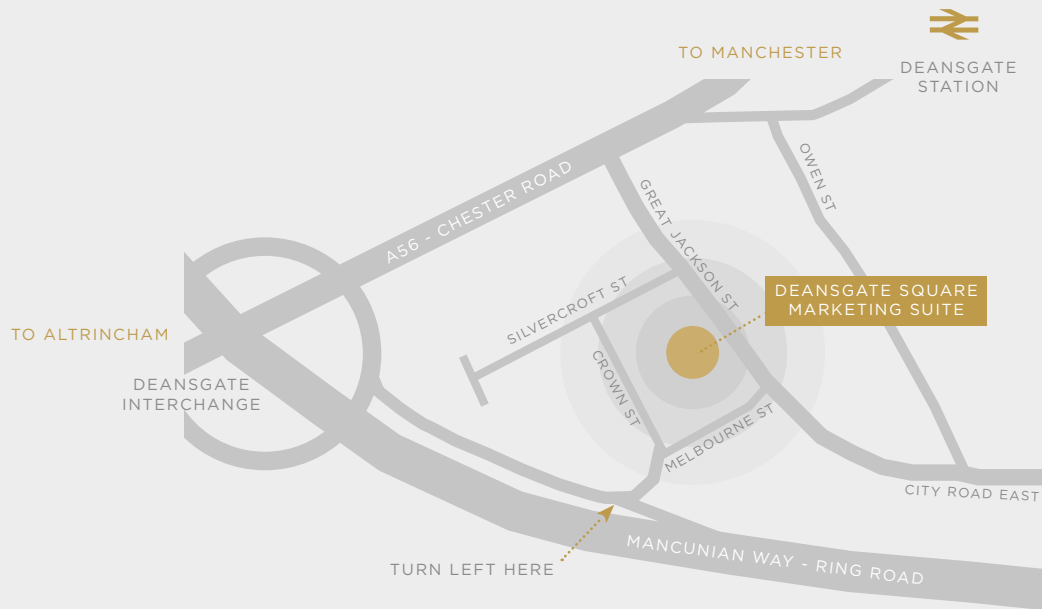 TO MANCHESTER
DEANSGATE
STATION
OWEN ST
A56 - CHESTER ROAD
GREAT JACKSON ST
SILVERCROFT ST
DEANSGATE SQUARE
MARKETING SUITE
TO ALTRINCHAM
DEANSGATE
INTERCHANGE
CROWN ST
MELBOURNE ST
CITY ROAD EAST
MANCUNIAN WAY - RING ROAD
TURN LEFT HERE